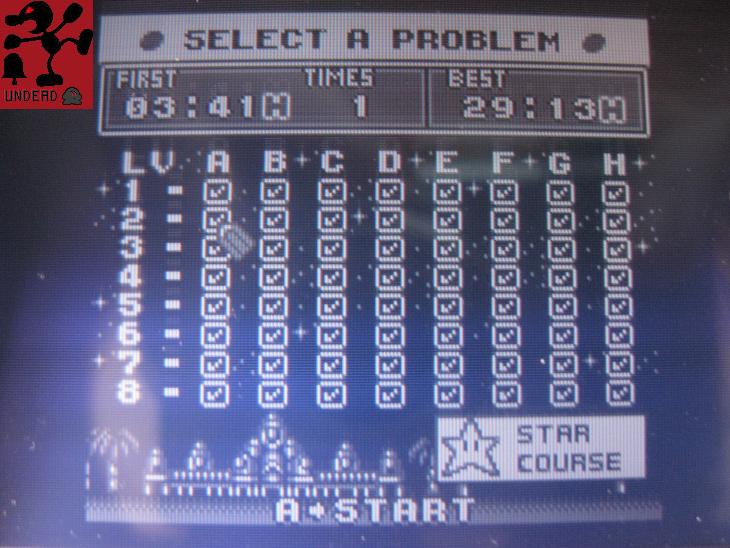 UNDEAD
SELECT A PROBLEM
FIRST TIMES BEST
03:41 1 29:13
LV A B C D E F G H
1 =
2 =
3 =
4 =
5 =
6 =
7 =
8 =
STAR
COURSE
A➔START